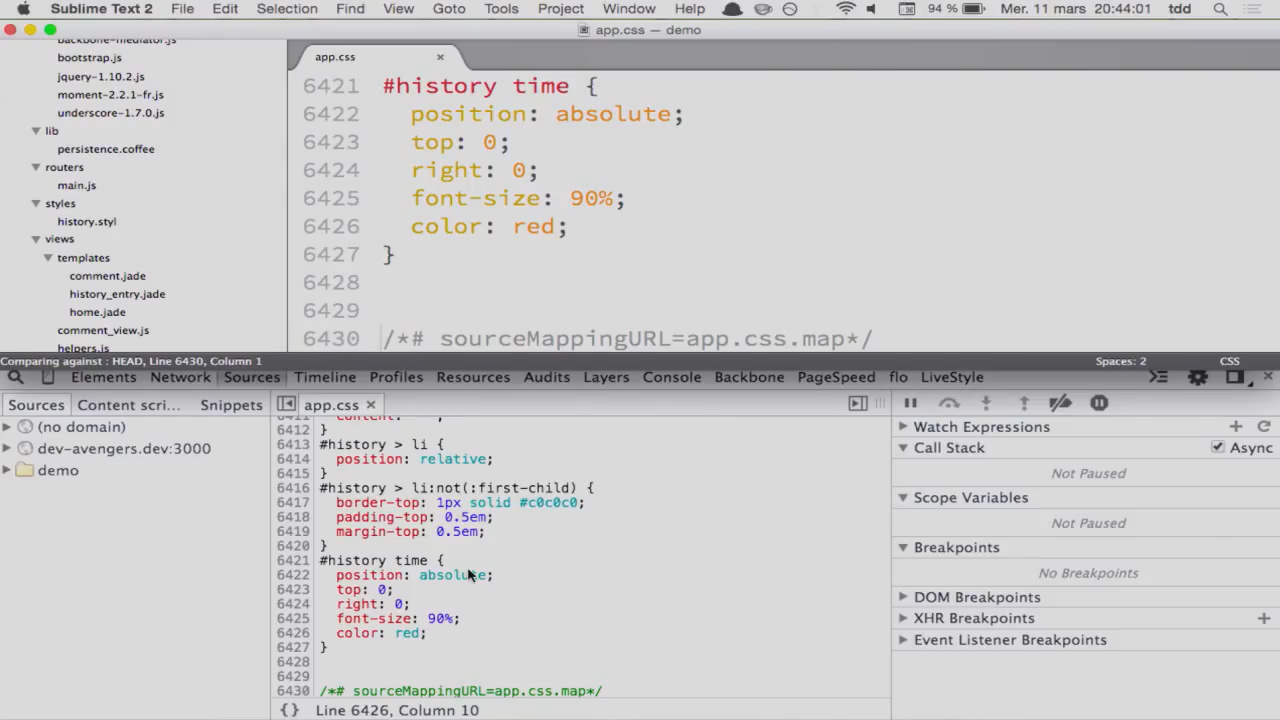 Sublime Text 2 File Edit Selection Find View Goto Tools Project Window Help 94 % Mer. 11 mars 20:44:01 tdd
app.css — demo
backbone-mediator.js
bootstrap.js
jquery-1.10.2.js
moment-2.2.1-fr.js
underscore-1.7.0.js
lib
persistence.coffee
routers
main.js
styles
history.styl
views
templates
comment.jade
history_entry.jade
home.jade
comment_view.js
helpers.js
app.css ×
6421 #history time {
6422 position: absolute;
6423 top: 0;
6424 right: 0;
6425 font-size: 90%;
6426 color: red;
6427 }
6428
6429
6430 /*# sourceMappingURL=app.css.map*/
Comparing against : HEAD, Line 6430, Column 1 Spaces: 2 CSS
Elements Network Sources Timeline Profiles Resources Audits Layers Console Backbone PageSpeed flo LiveStyle
Sources Content scri... Snippets
(no domain)
dev-avengers.dev:3000
demo
app.css ×
6412 }
6413 #history > li {
6414 position: relative;
6415 }
6416 #history > li:not(:first-child) {
6417 border-top: 1px solid #c0c0c0;
6418 padding-top: 0.5em;
6419 margin-top: 0.5em;
6420 }
6421 #history time {
6422 position: absolute;
6423 top: 0;
6424 right: 0;
6425 font-size: 90%;
6426 color: red;
6427 }
6428
6429
6430 /*# sourceMappingURL=app.css.map*/
{} Line 6426, Column 10
Watch Expressions
Call Stack Async
Not Paused
Scope Variables
Not Paused
Breakpoints
No Breakpoints
DOM Breakpoints
XHR Breakpoints
Event Listener Breakpoints